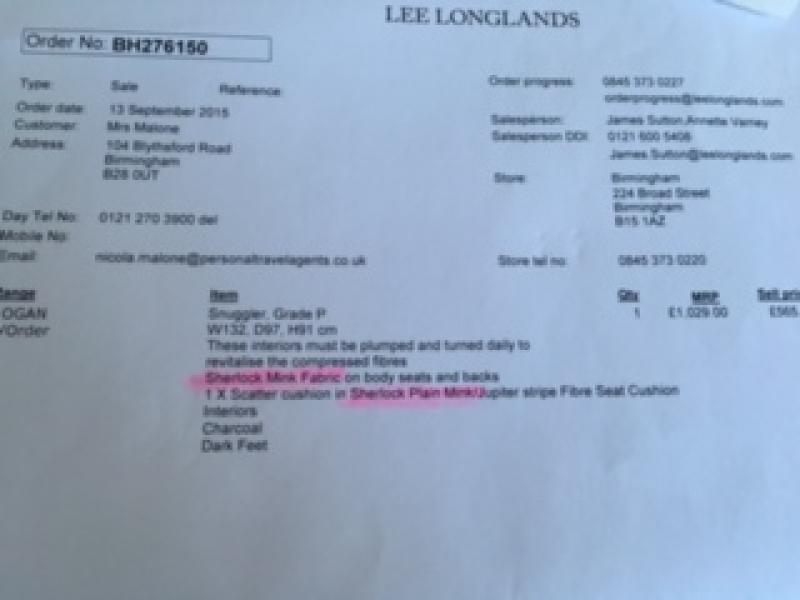 LEE LONGLANDS
Order No: BH276150
Type: Sale Reference:
Order date: 13 September 2015
Customer: Mrs Malone
Address: 104 Blythsford Road
Birmingham
B28 0UT
Day Tel No: 0121 270 3900 del
Mobile No:
Email: nicola.malone@personaltravelagents.co.uk
Order progress: 0845 373 0227
orderprogress@leelonglands.com
Salesperson: James Sutton,Annette Varney
Salesperson DDI: 0121 600 5408
James.Sutton@leelonglands.com
Store: Birmingham
224 Broad Street
Birmingham
B15 1AZ
Store tel no: 0845 373 0220
Range Item Qty MRP Sell pri
OGAN Snuggler, Grade P 1 £1,029.00 £565.
/Order W132, D97, H91 cm
These interiors must be plumped and turned daily to
revitalise the compressed fibres
Sherlock Mink Fabric on body seats and backs
1 X Scatter cushion in Sherlock Plain Mink/Jupiter stripe Fibre Seat Cushion
Interiors
Charcoal
Dark Feet